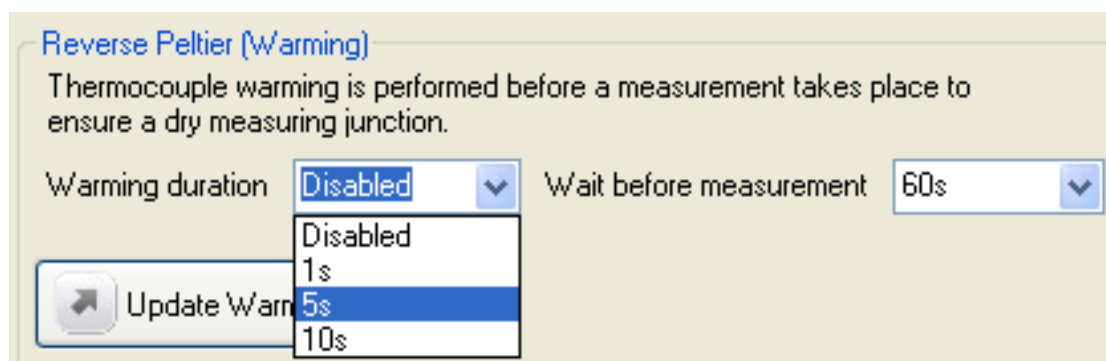 Reverse Peltier (Warming)
Thermocouple warming is performed before a measurement takes place to
ensure a dry measuring junction.
Warming duration Disabled Wait before measurement 60s
Disabled
1s
Update Warm 5s
10s